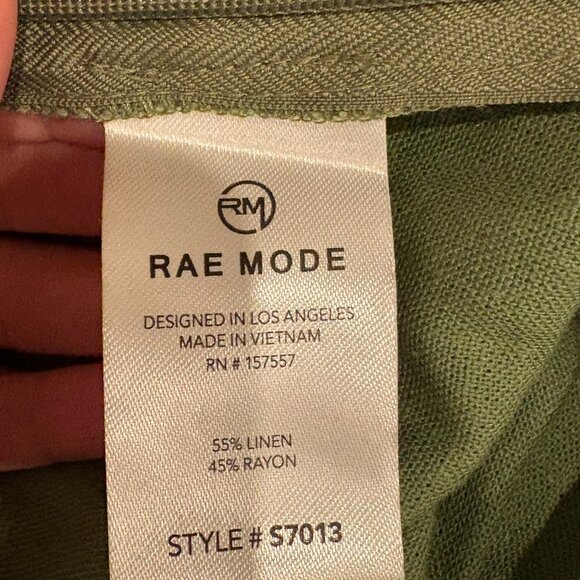 RM
RAE MODE
DESIGNED IN LOS ANGELES
MADE IN VIETNAM
RN # 157557
55% LINEN
45% RAYON
STYLE # S7013